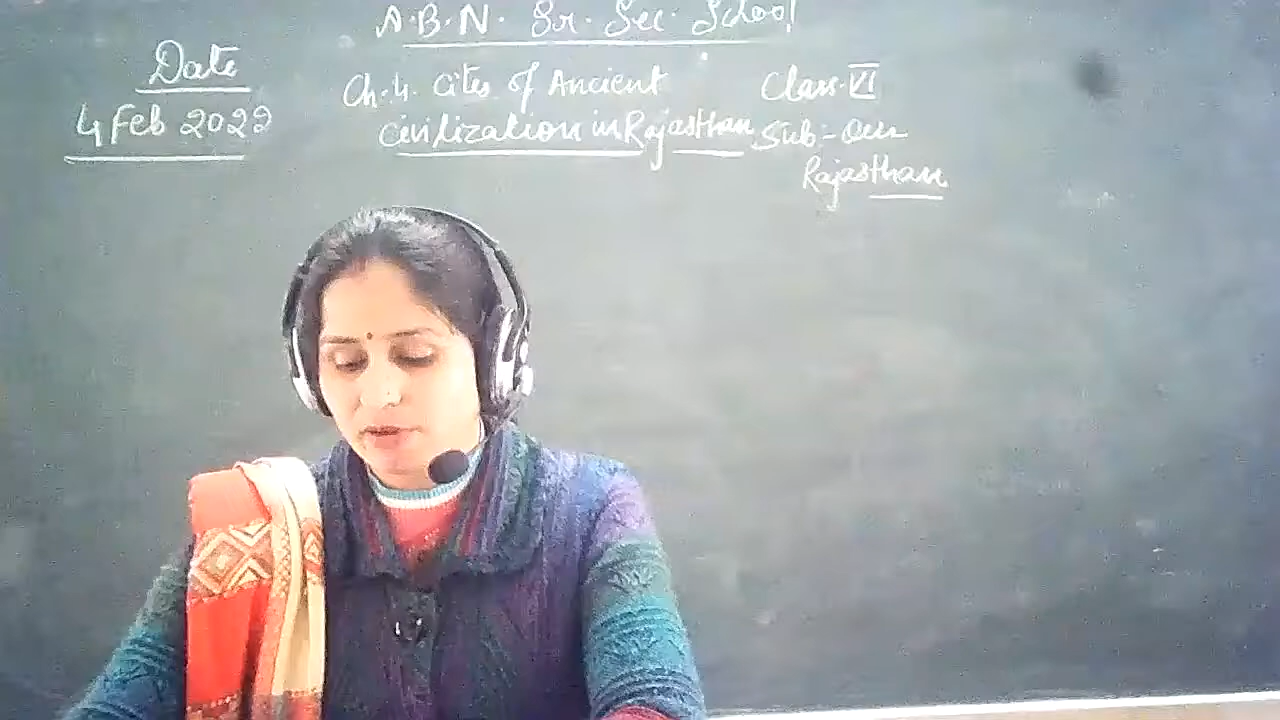 A.B.N. Sr. Sec. School
Date
4 Feb 2022
Ch.4. Cites of Ancient
Civilization in Rajasthan
Class-VI
Sub:- Our
Rajasthan